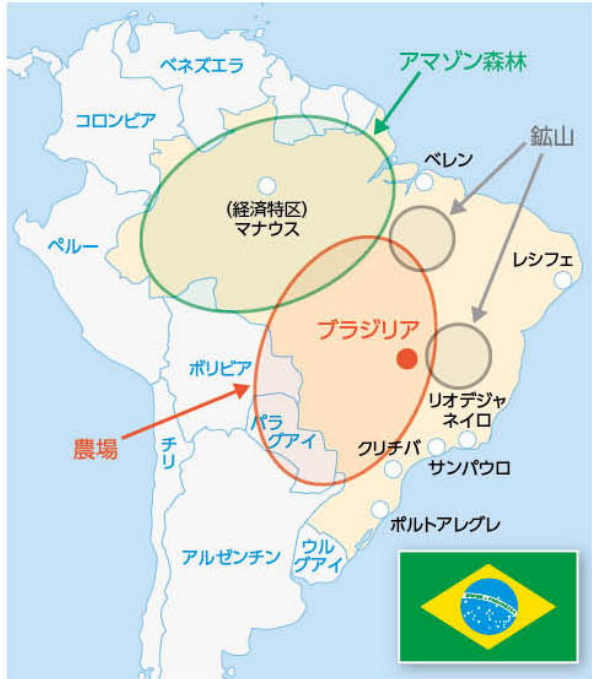 ベネズエラ
アマゾン森林
コロンビア
鉱山
ベレン
(経済特区)
マナウス
ペルー
レシフェ
ブラジリア
ボリビア
リオデジャ
ネイロ
農場
パラ
グアイ
チリ
クリチバ
サンパウロ
ポルトアレグレ
アルゼンチン
ウル
グアイ